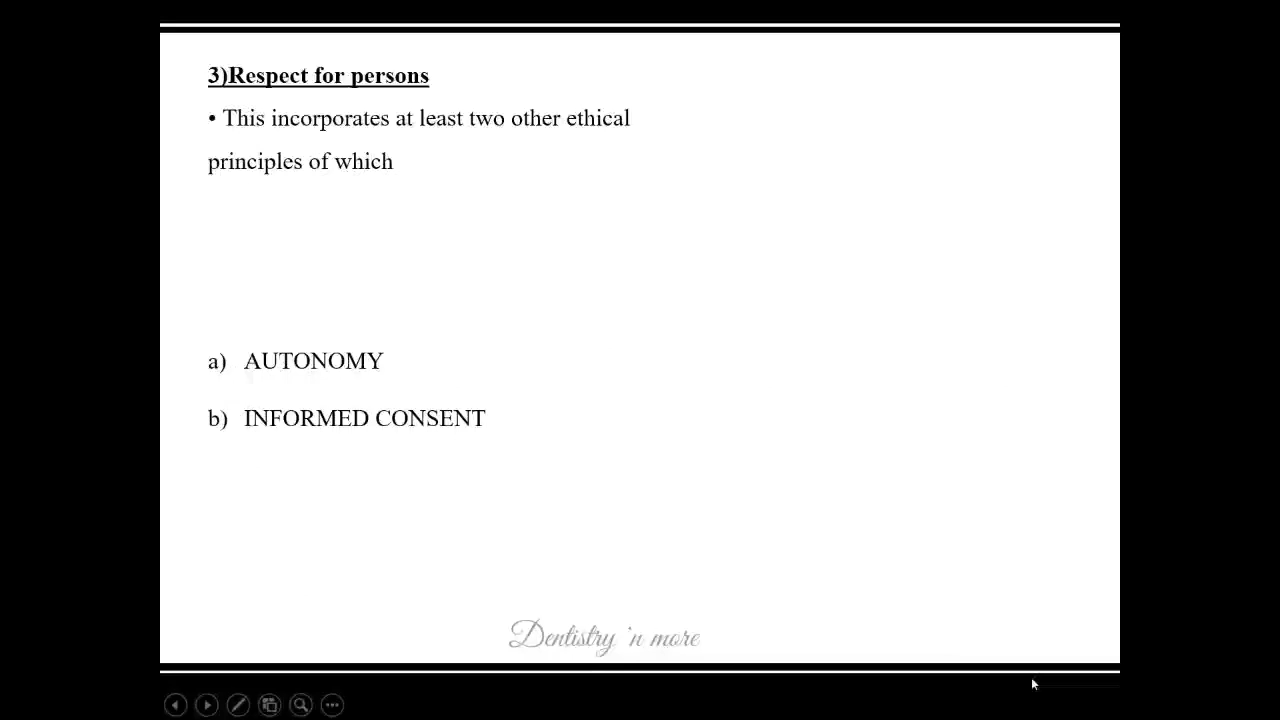 3)Respect for persons
• This incorporates at least two other ethical
principles of which
a) AUTONOMY
b) INFORMED CONSENT
Dentistry 'n more